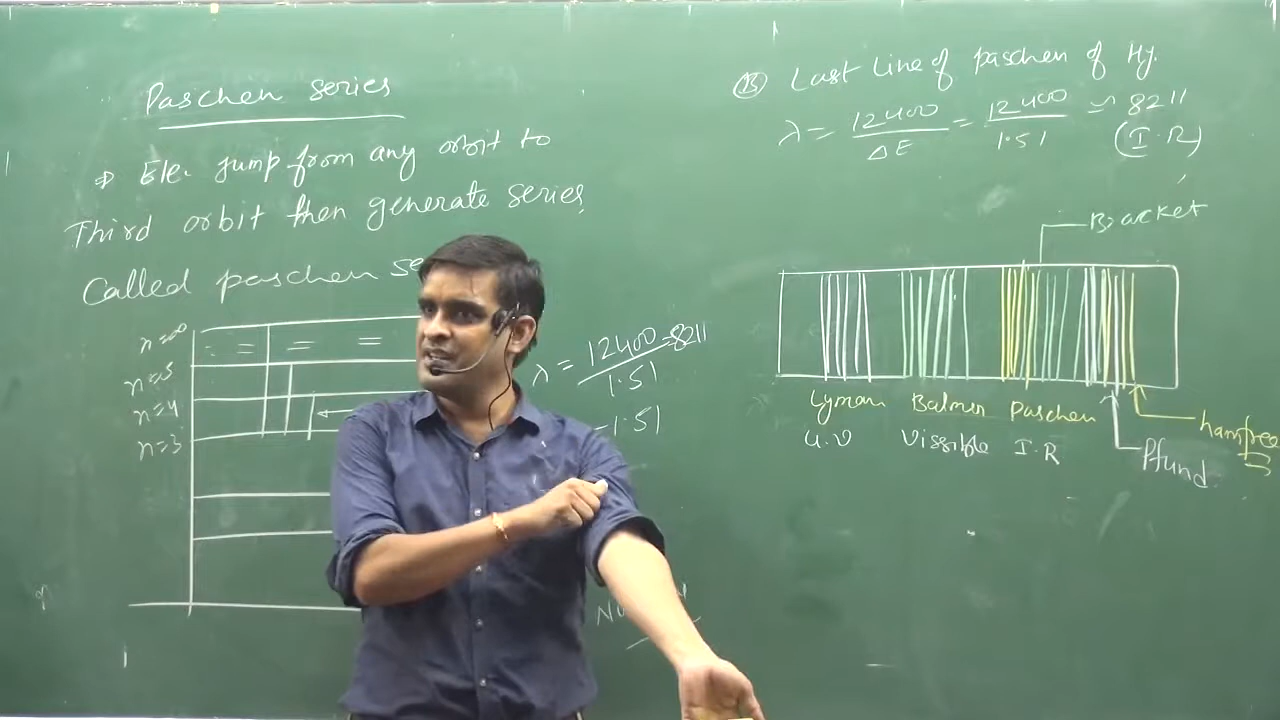 Paschen series
⇒ Ele. jump from any orbit to
Third orbit then generate series,
Called paschen se
n=∞
n=5
n=4
n=3
λ = 12400/1.51 = 8211
-1.51
(B) Last Line of paschen of Hy.
λ = 12400/ΔE = 12400/1.51 ≃ 8211
(I.R)
Bracket
Lyman Balmer Paschen
U.V Vissible I.R
Pfund